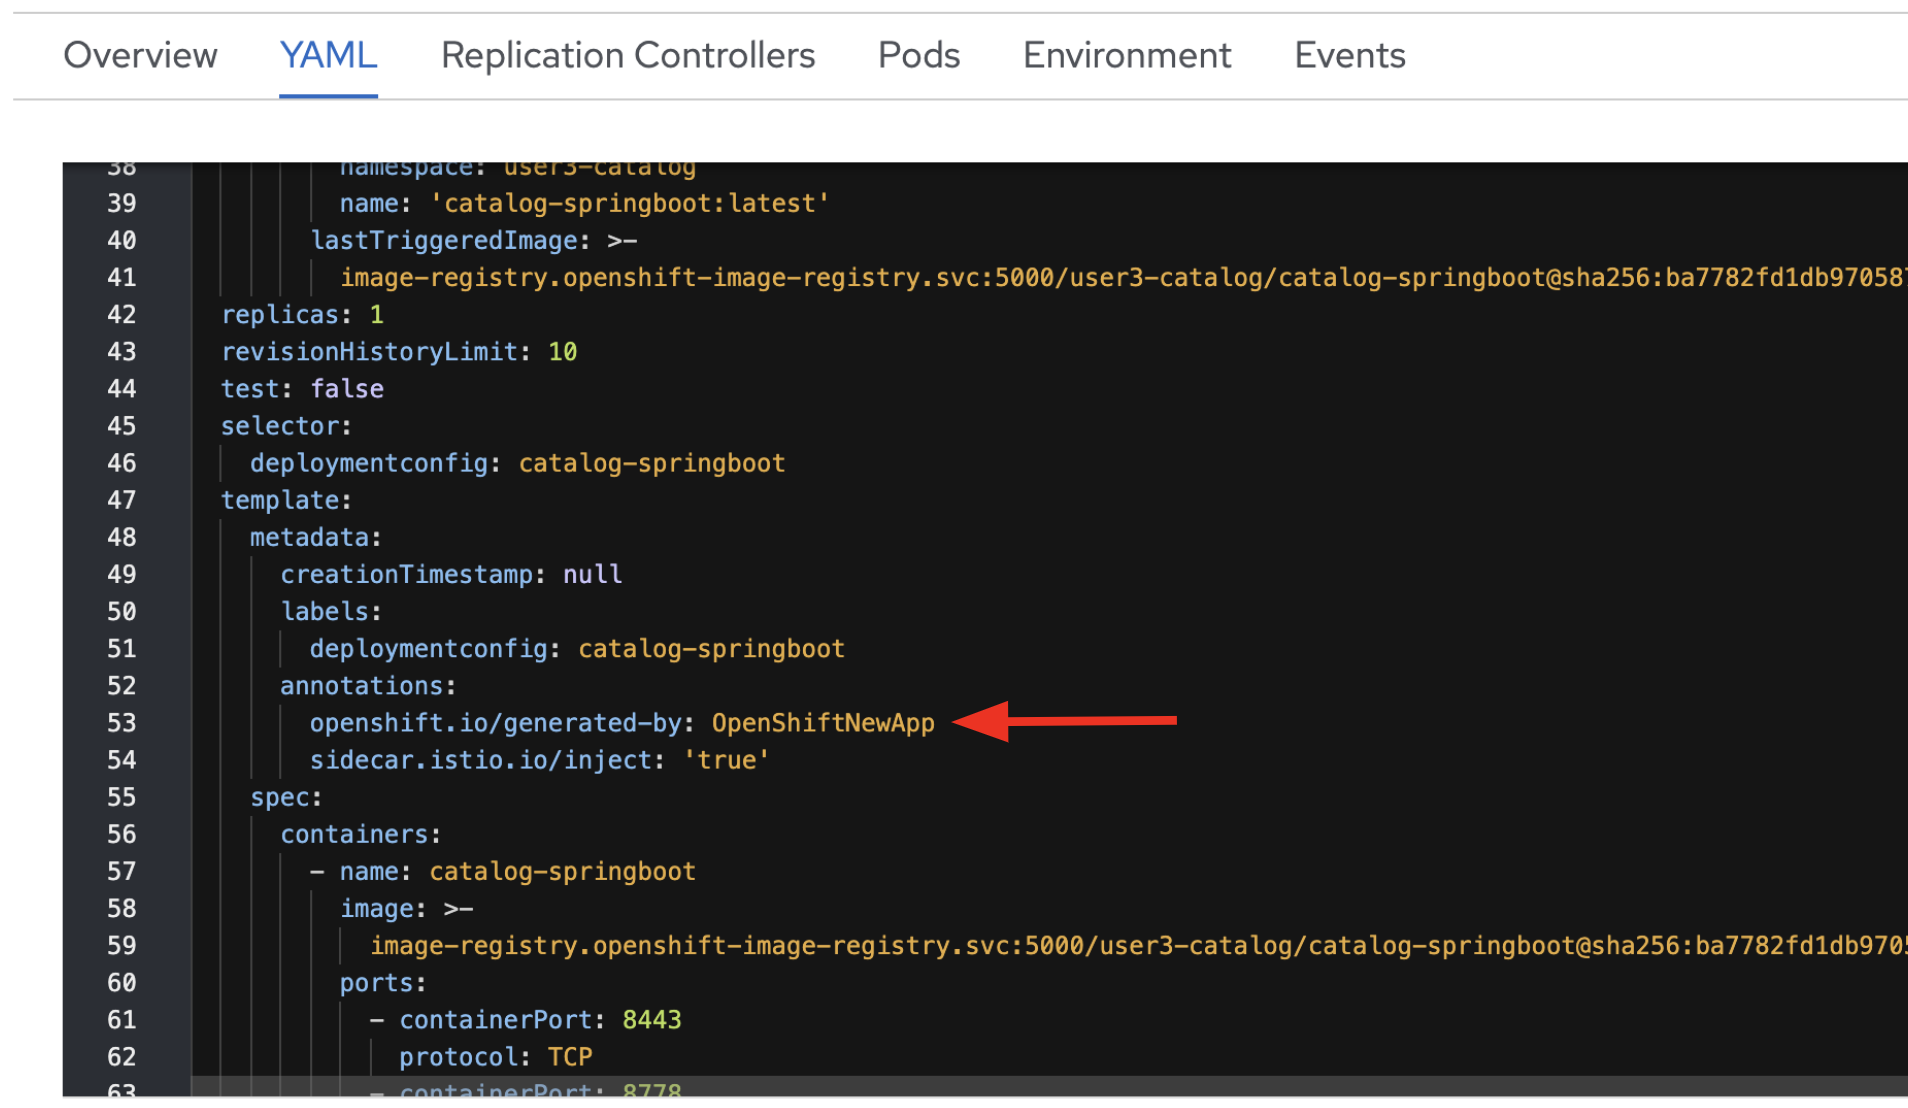 Overview YAML Replication Controllers Pods Environment Events
38 namespace: user3-catalog
39 name: 'catalog-springboot:latest'
40 lastTriggeredImage: >-
41 image-registry.openshift-image-registry.svc:5000/user3-catalog/catalog-springboot@sha256:ba7782fd1db970587
42 replicas: 1
43 revisionHistoryLimit: 10
44 test: false
45 selector:
46 deploymentconfig: catalog-springboot
47 template:
48 metadata:
49 creationTimestamp: null
50 labels:
51 deploymentconfig: catalog-springboot
52 annotations:
53 openshift.io/generated-by: OpenShiftNewApp
54 sidecar.istio.io/inject: 'true'
55 spec:
56 containers:
57 - name: catalog-springboot
58 image: >-
59 image-registry.openshift-image-registry.svc:5000/user3-catalog/catalog-springboot@sha256:ba7782fd1db9705
60 ports:
61 - containerPort: 8443
62 protocol: TCP
63 - containerPort: 8778